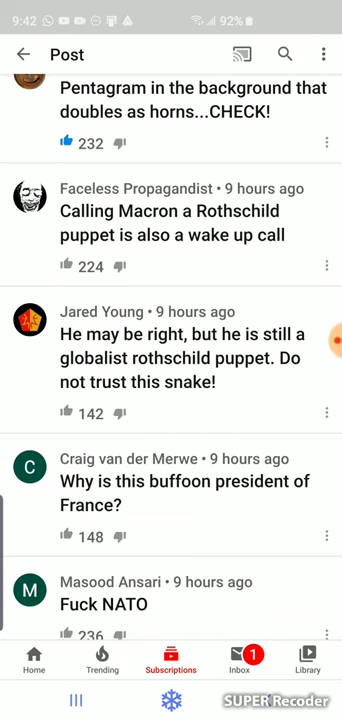 9:42 92%
Post
Pentagram in the background that
doubles as horns...CHECK!
232
Faceless Propagandist • 9 hours ago
Calling Macron a Rothschild
puppet is also a wake up call
224
Jared Young • 9 hours ago
He may be right, but he is still a
globalist rothschild puppet. Do
not trust this snake!
142
C
Craig van der Merwe • 9 hours ago
Why is this buffoon president of
France?
148
M
Masood Ansari • 9 hours ago
Fuck NATO
236
1
Home Trending Subscriptions Inbox Library
SUPER Recorder